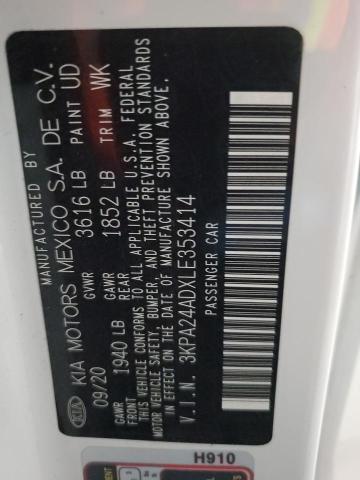 MANUFACTURED BY
KIA KIA MOTORS MEXICO S.A. DE C.V.
09/20 GVWR 3616 LB PAINT UD
GAWR FRONT 1940 LB GAWR REAR 1852 LB TRIM WK
THIS VEHICLE CONFORMS TO ALL APPLICABLE U.S.A. FEDERAL
MOTOR VEHICLE SAFETY, BUMPER, AND THEFT PREVENTION STANDARDS
IN EFFECT ON THE DATE OF MANUFACTURE SHOWN ABOVE.
V.I.N. 3KPA24ADXLE353414
PASSENGER CAR
H910